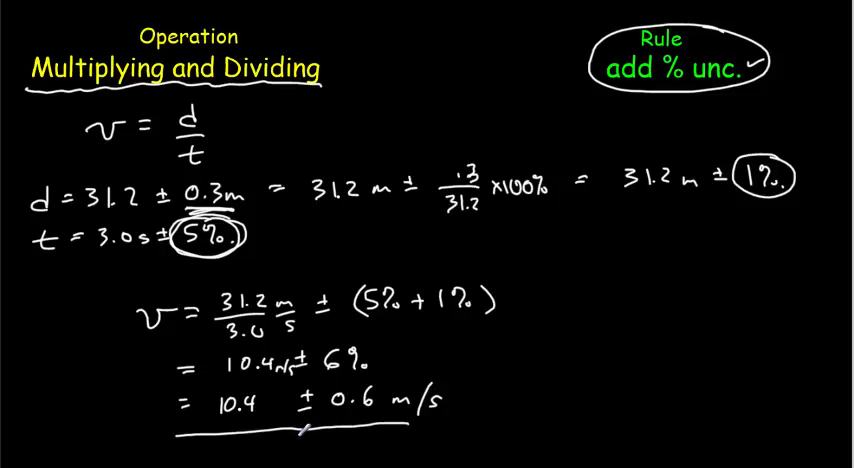 Operation
Rule
Multiplying and Dividing
add % unc.
v = d/t
d = 31.2 ± 0.3m = 31.2 m ± .3/31.2 ×100% = 31.2 m ± 1%.
t = 3.0 s ± 5%.
v = 31.2/3.0 m/s ± (5% + 1%)
= 10.4 m/s ± 6%
= 10.4 ± 0.6 m/s